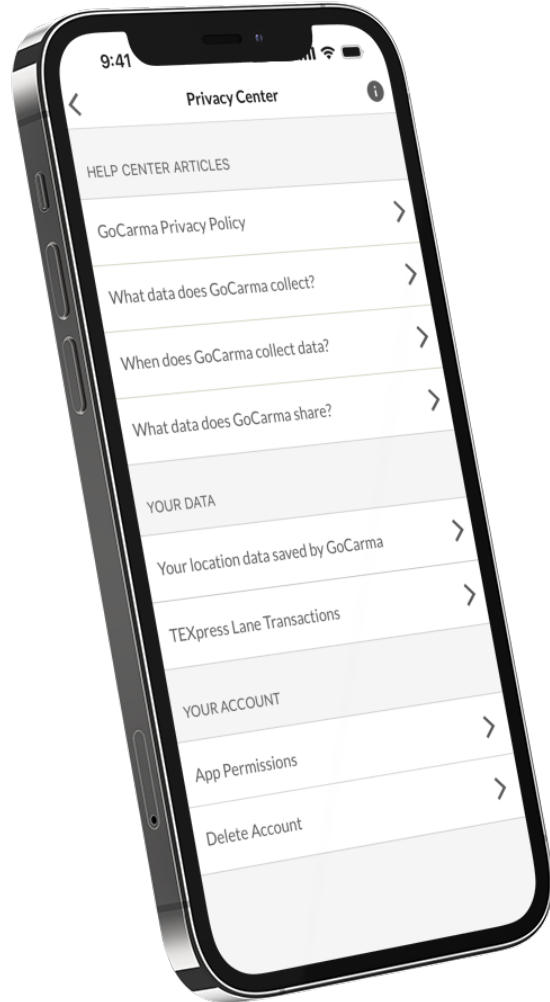 9:41
Privacy Center
HELP CENTER ARTICLES
GoCarma Privacy Policy
What data does GoCarma collect?
When does GoCarma collect data?
What data does GoCarma share?
YOUR DATA
Your location data saved by GoCarma
TEXpress Lane Transactions
YOUR ACCOUNT
App Permissions
Delete Account